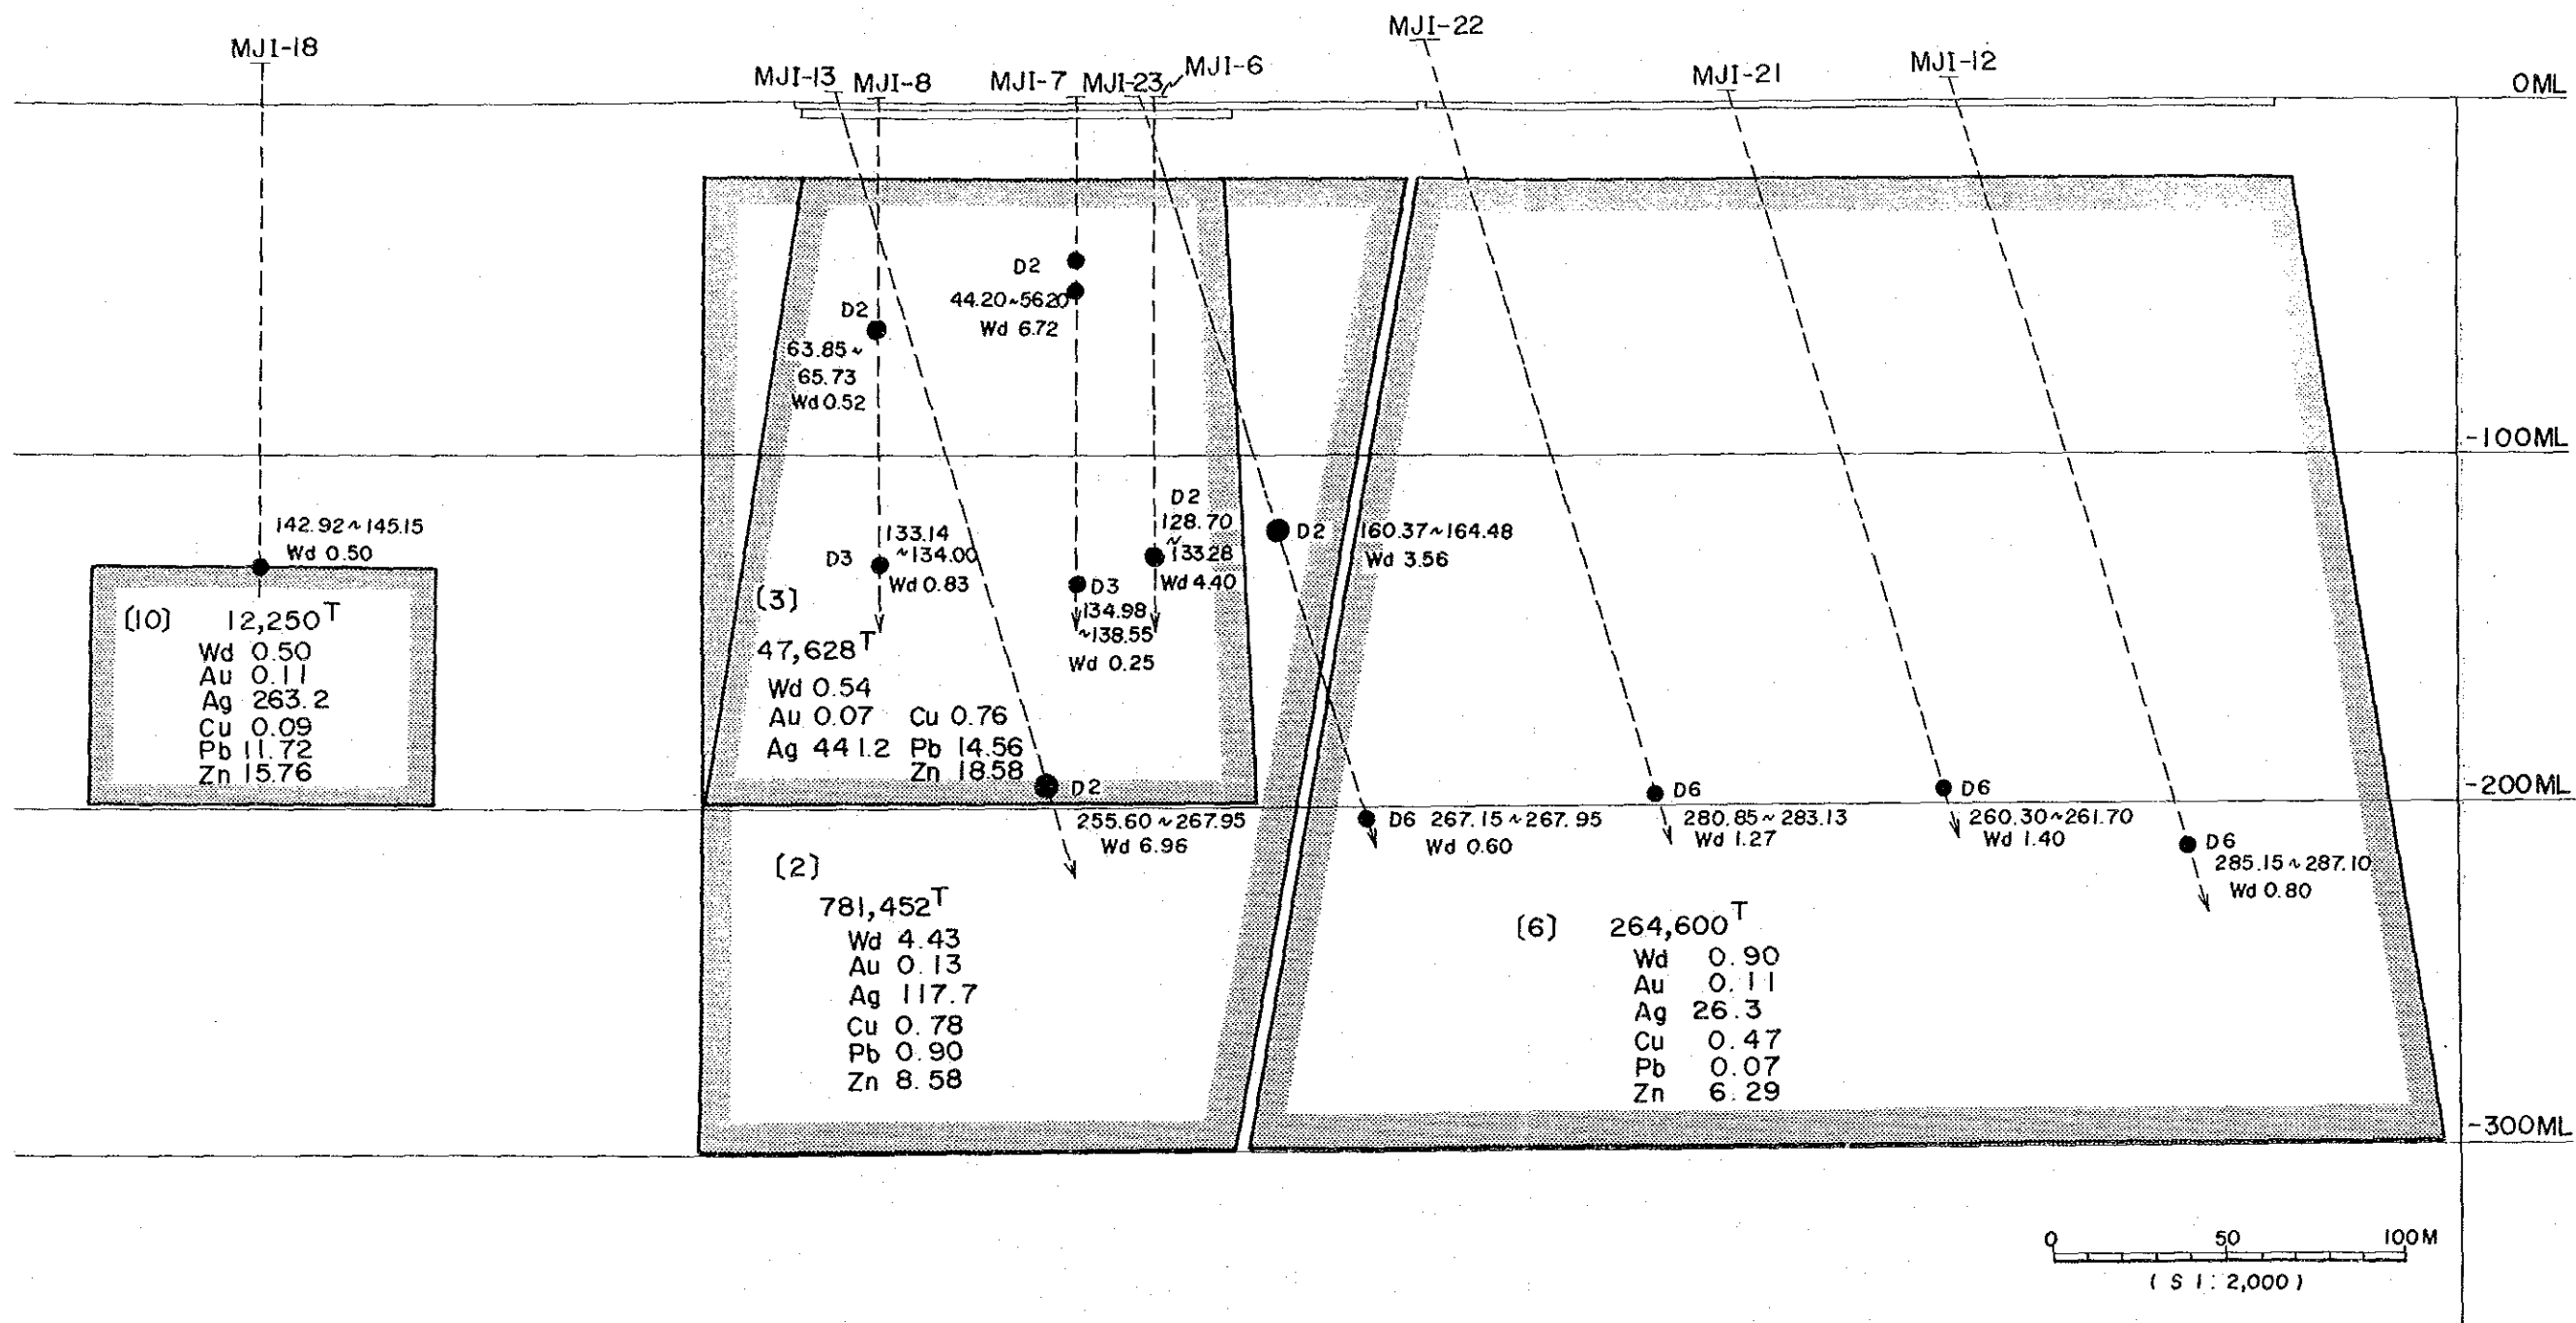 MJI-18
MJI-13
MJI-8
MJI-7
MJI-23
MJI-6
MJI-22
MJI-21
MJI-12
0ML
D2
44.20~56.20
Wd 6.72
D2
63.85~
65.73
Wd 0.52
-100ML
142.92~145.15
Wd 0.50
D3
133.14
~134.00
Wd 0.83
D2
128.70
~
133.28
Wd 4.40
D2
160.37~164.48
Wd 3.56
D3
134.98
~138.55
Wd 0.25
(10) 12,250T
Wd 0.50
Au 0.11
Ag 263.2
Cu 0.09
Pb 11.72
Zn 15.76
(3)
47,628T
Wd 0.54
Au 0.07 Cu 0.76
Ag 441.2 Pb 14.56
Zn 18.58
D2
255.60~267.95
Wd 6.96
D6 267.15~267.95
Wd 0.60
D6
280.85~283.13
Wd 1.27
D6
260.30~261.70
Wd 1.40
D6
285.15~287.10
Wd 0.80
-200ML
(2)
781,452T
Wd 4.43
Au 0.13
Ag 117.7
Cu 0.78
Pb 0.90
Zn 8.58
(6) 264,600T
Wd 0.90
Au 0.11
Ag 26.3
Cu 0.47
Pb 0.07
Zn 6.29
-300ML
0 50 100M
(S 1:2,000)